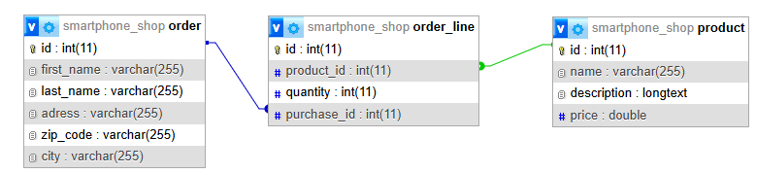 v smartphone_shop order
id : int(11)
first_name : varchar(255)
last_name : varchar(255)
adress : varchar(255)
zip_code : varchar(255)
city : varchar(255)
v smartphone_shop order_line
id : int(11)
# product_id : int(11)
# quantity : int(11)
# purchase_id : int(11)
v smartphone_shop product
id : int(11)
name : varchar(255)
description : longtext
# price : double